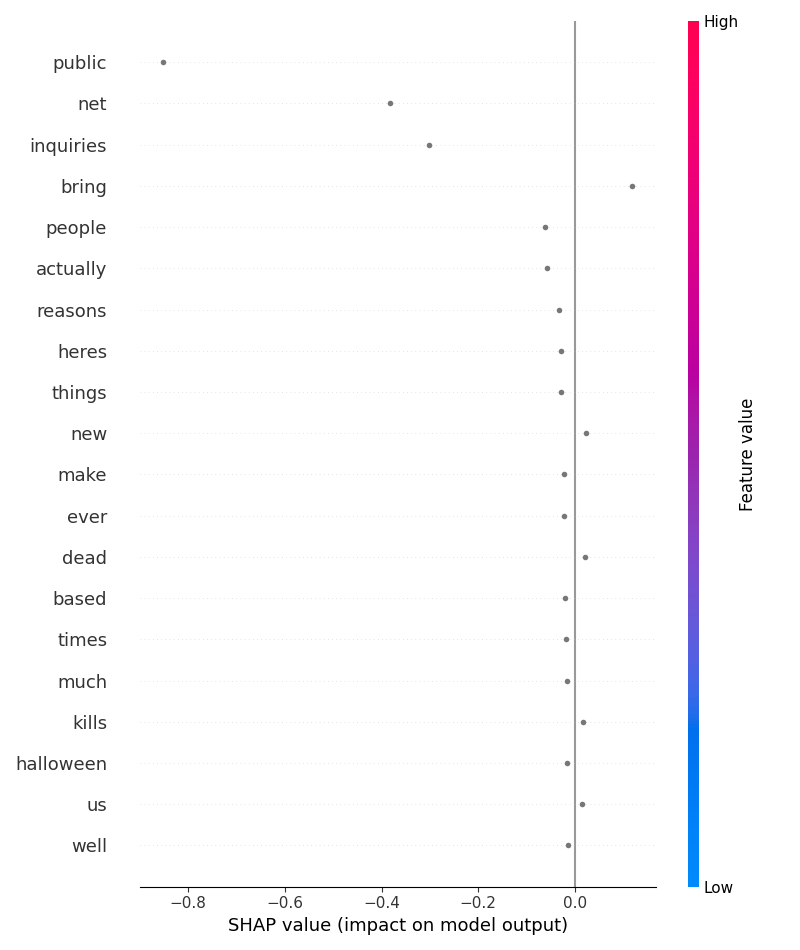 High
public
net
inquiries
bring
people
actually
reasons
heres
things
new
make
ever
dead
based
times
much
kills
halloween
us
well
Feature value
Low
−0.8 −0.6 −0.4 −0.2 0.0
SHAP value (impact on model output)